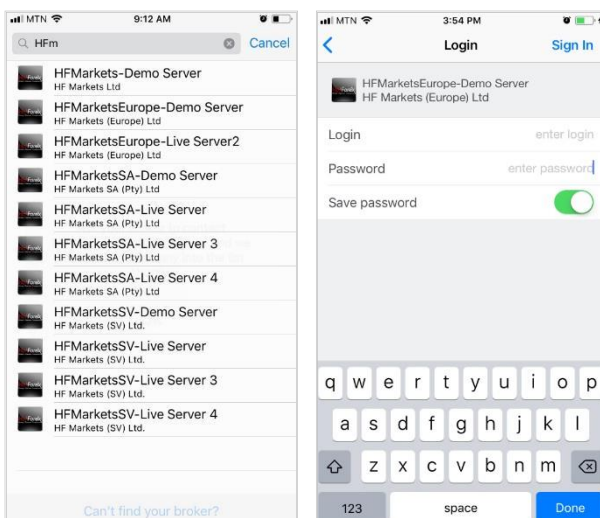 MTN 9:12 AM
HFm Cancel
HFMarkets-Demo Server
HF Markets Ltd
HFMarketsEurope-Demo Server
HF Markets (Europe) Ltd
HFMarketsEurope-Live Server2
HF Markets (Europe) Ltd
HFMarketsSA-Demo Server
HF Markets SA (Pty) Ltd
HFMarketsSA-Live Server
HF Markets SA (Pty) Ltd
HFMarketsSA-Live Server 3
HF Markets SA (Pty) Ltd
HFMarketsSA-Live Server 4
HF Markets SA (Pty) Ltd
HFMarketsSV-Demo Server
HF Markets (SV) Ltd.
HFMarketsSV-Live Server
HF Markets (SV) Ltd.
HFMarketsSV-Live Server 3
HF Markets (SV) Ltd.
HFMarketsSV-Live Server 4
HF Markets (SV) Ltd.
Can't find your broker?
MTN 3:54 PM
Login Sign In
HFMarketsEurope-Demo Server
HF Markets (Europe) Ltd
Login enter login
Password enter password
Save password
q w e r t y u i o p
a s d f g h j k l
z x c v b n m
123 space Done